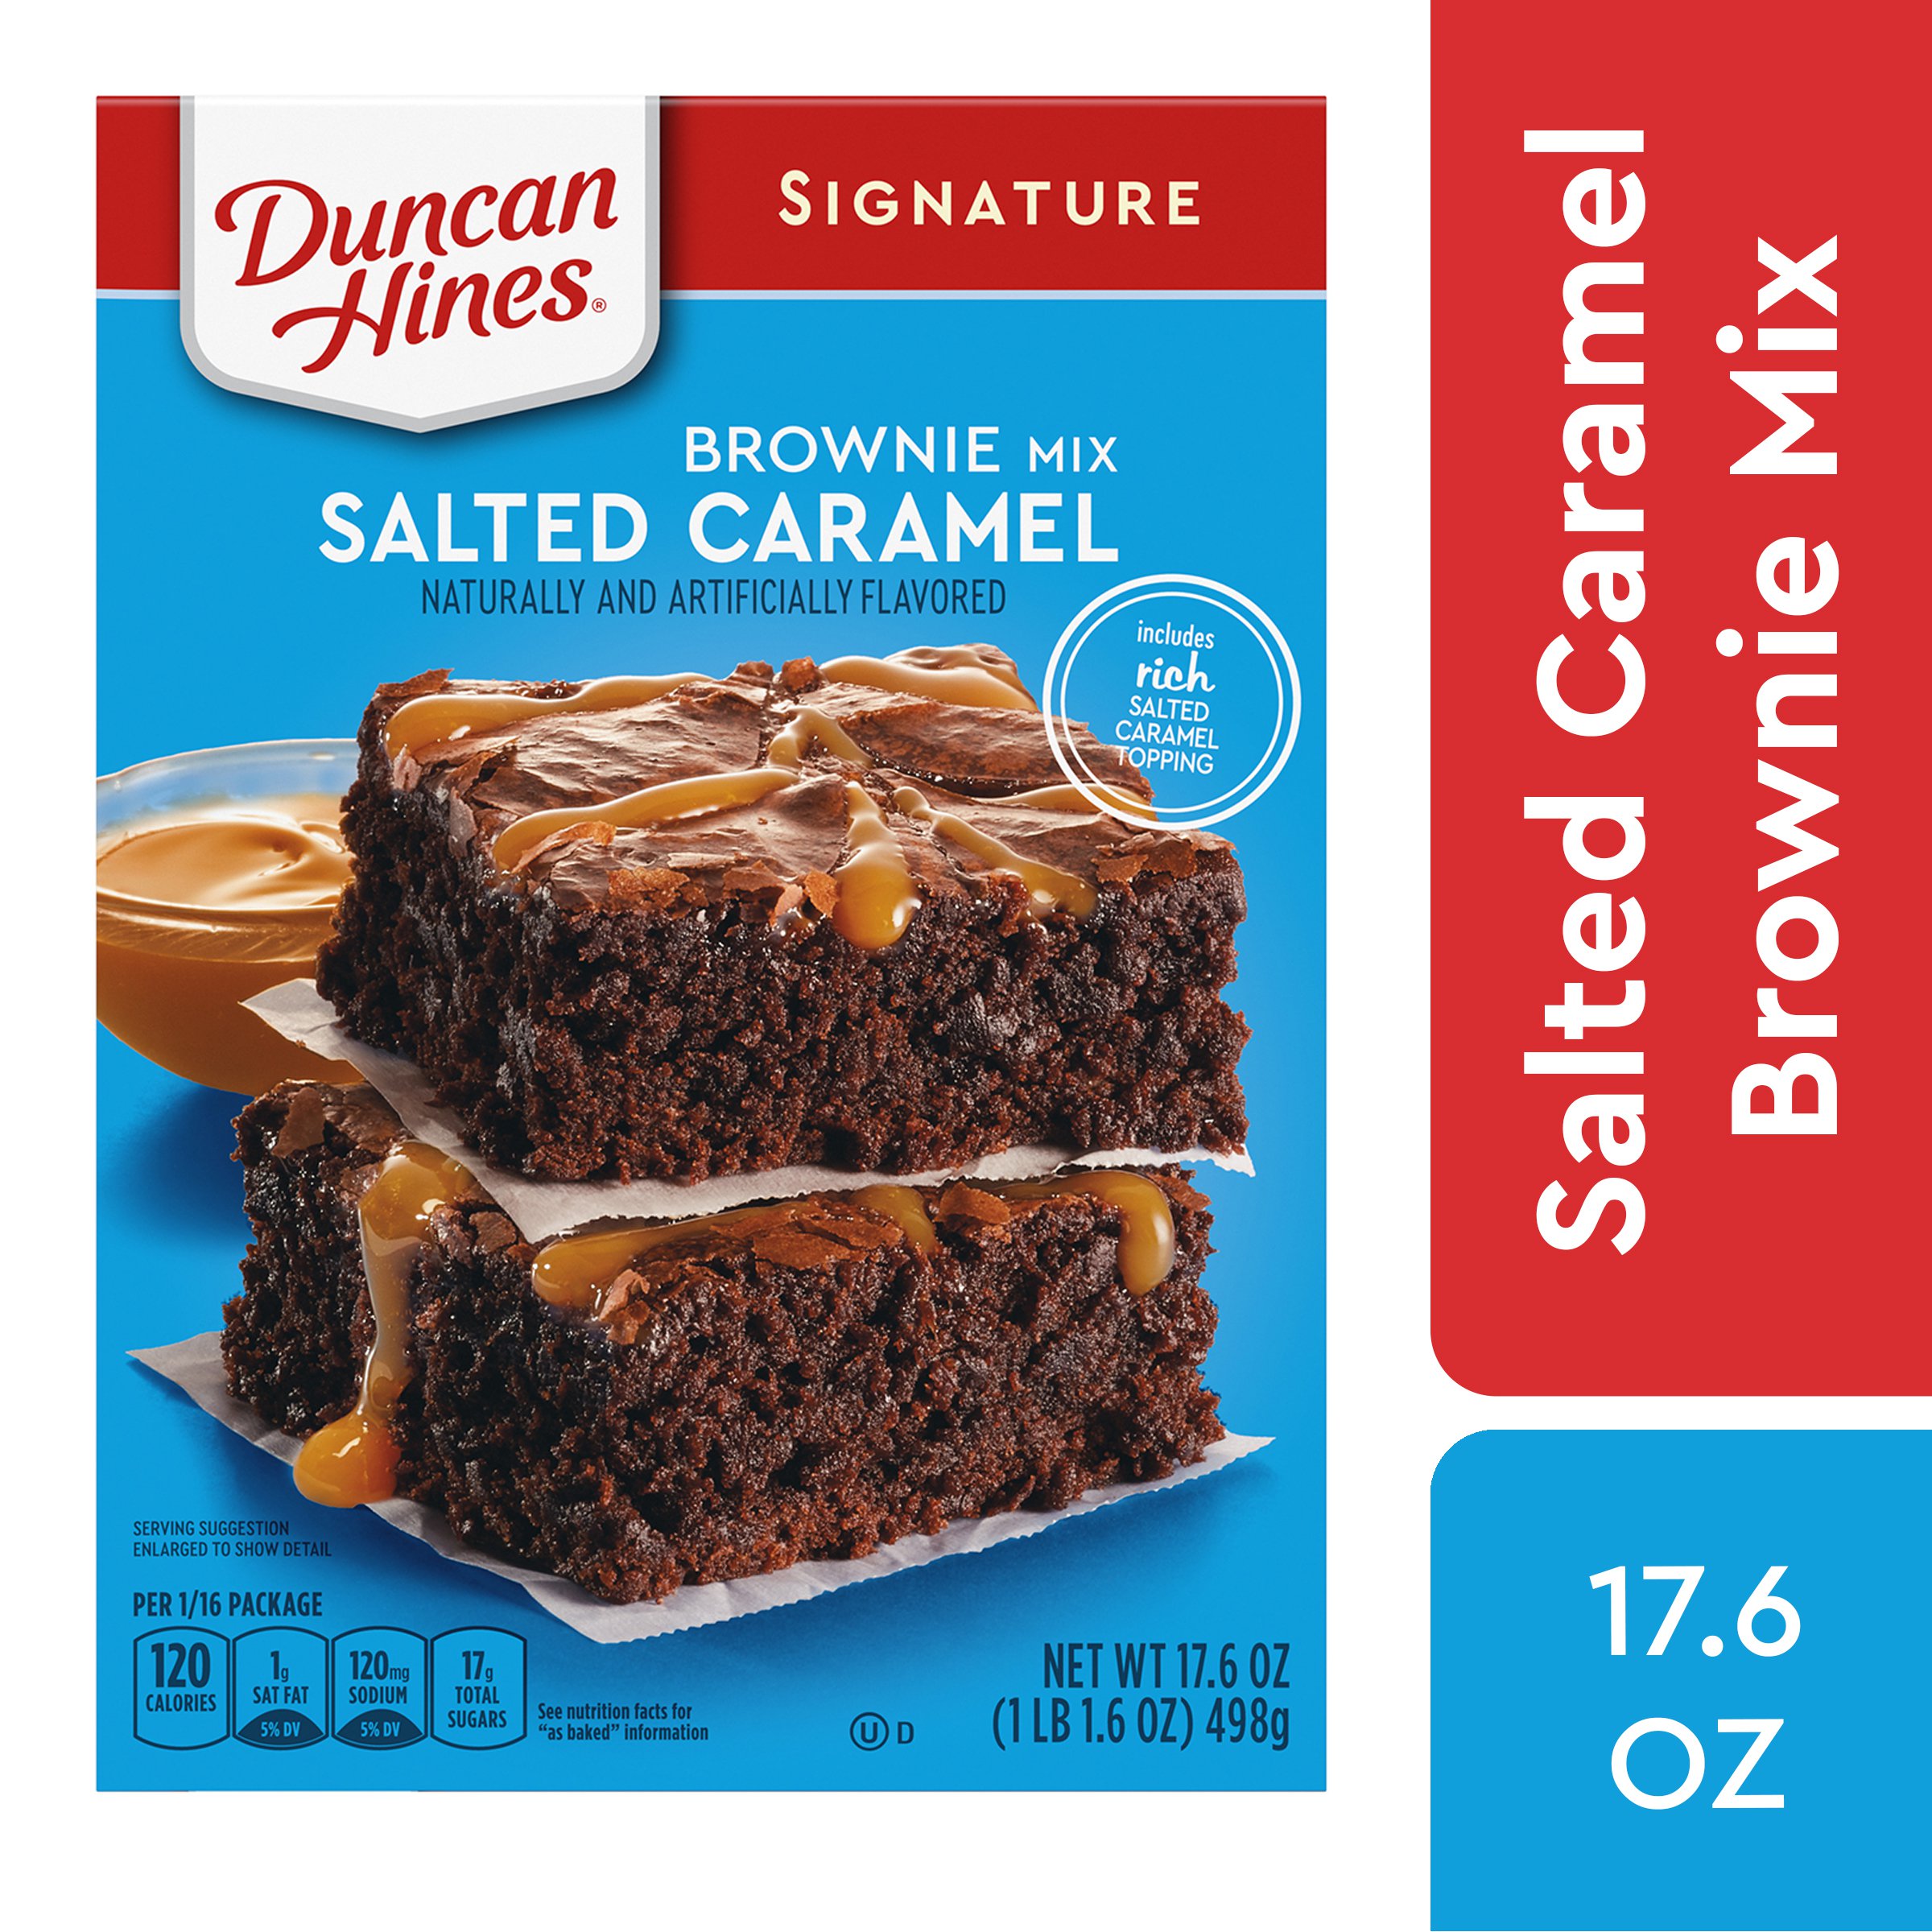 Duncan
Hines®
SIGNATURE
BROWNIE MIX
SALTED CARAMEL
NATURALLY AND ARTIFICIALLY FLAVORED
includes
rich
SALTED
CARAMEL
TOPPING
SERVING SUGGESTION
ENLARGED TO SHOW DETAIL
PER 1/16 PACKAGE
120
CALORIES
1g
SAT FAT
5% DV
120mg
SODIUM
5% DV
17g
TOTAL
SUGARS
See nutrition facts for
“as baked” information
U D
NET WT 17.6 OZ
(1 LB 1.6 OZ) 498g
Salted Caramel
Brownie Mix
17.6
OZ